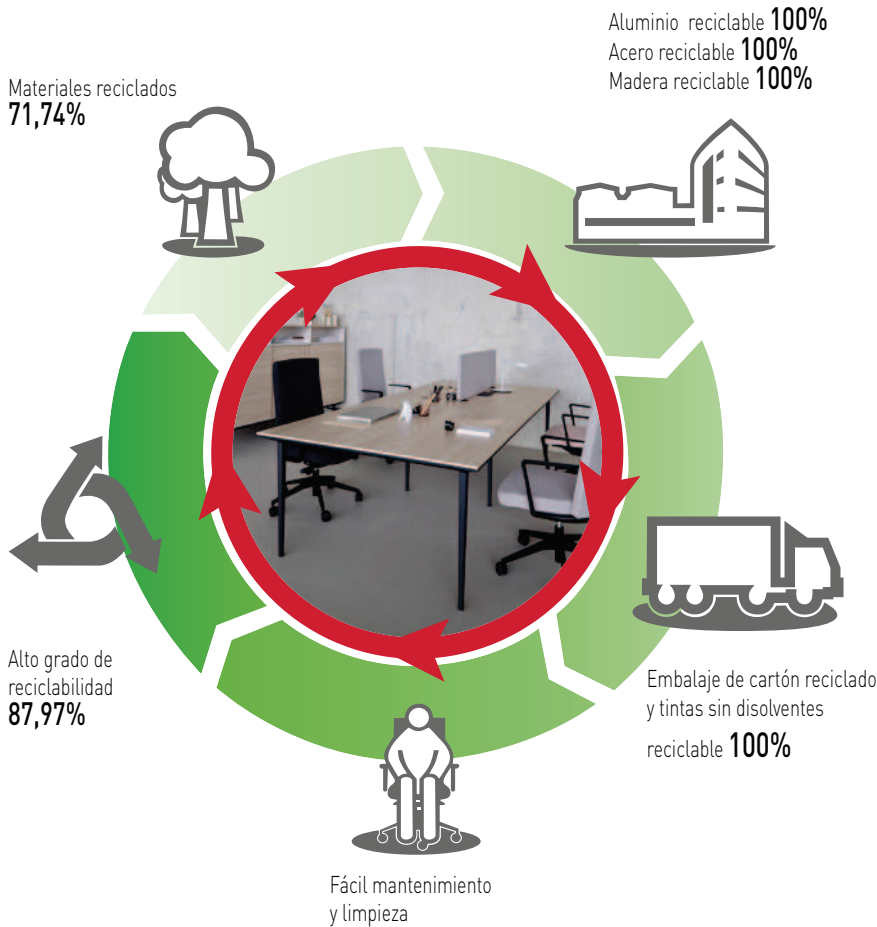 Aluminio reciclable 100%
Acero reciclable 100%
Madera reciclable 100%
Materiales reciclados
71,74%
Embalaje de cartón reciclado
y tintas sin disolventes
reciclable 100%
Alto grado de
reciclabilidad
87,97%
Fácil mantenimiento
y limpieza